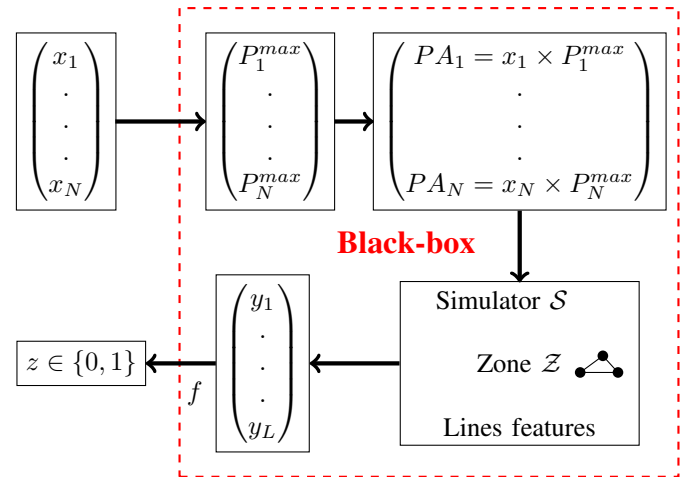 x_1
.
.
.
x_N
P_1^{max}
.
.
.
P_N^{max}
PA_1 = x_1 × P_1^{max}
.
.
.
PA_N = x_N × P_N^{max}
Black-box
Simulator 𝒮
Zone 𝒵
Lines features
y_1
.
.
.
y_L
f
z ∈ {0, 1}